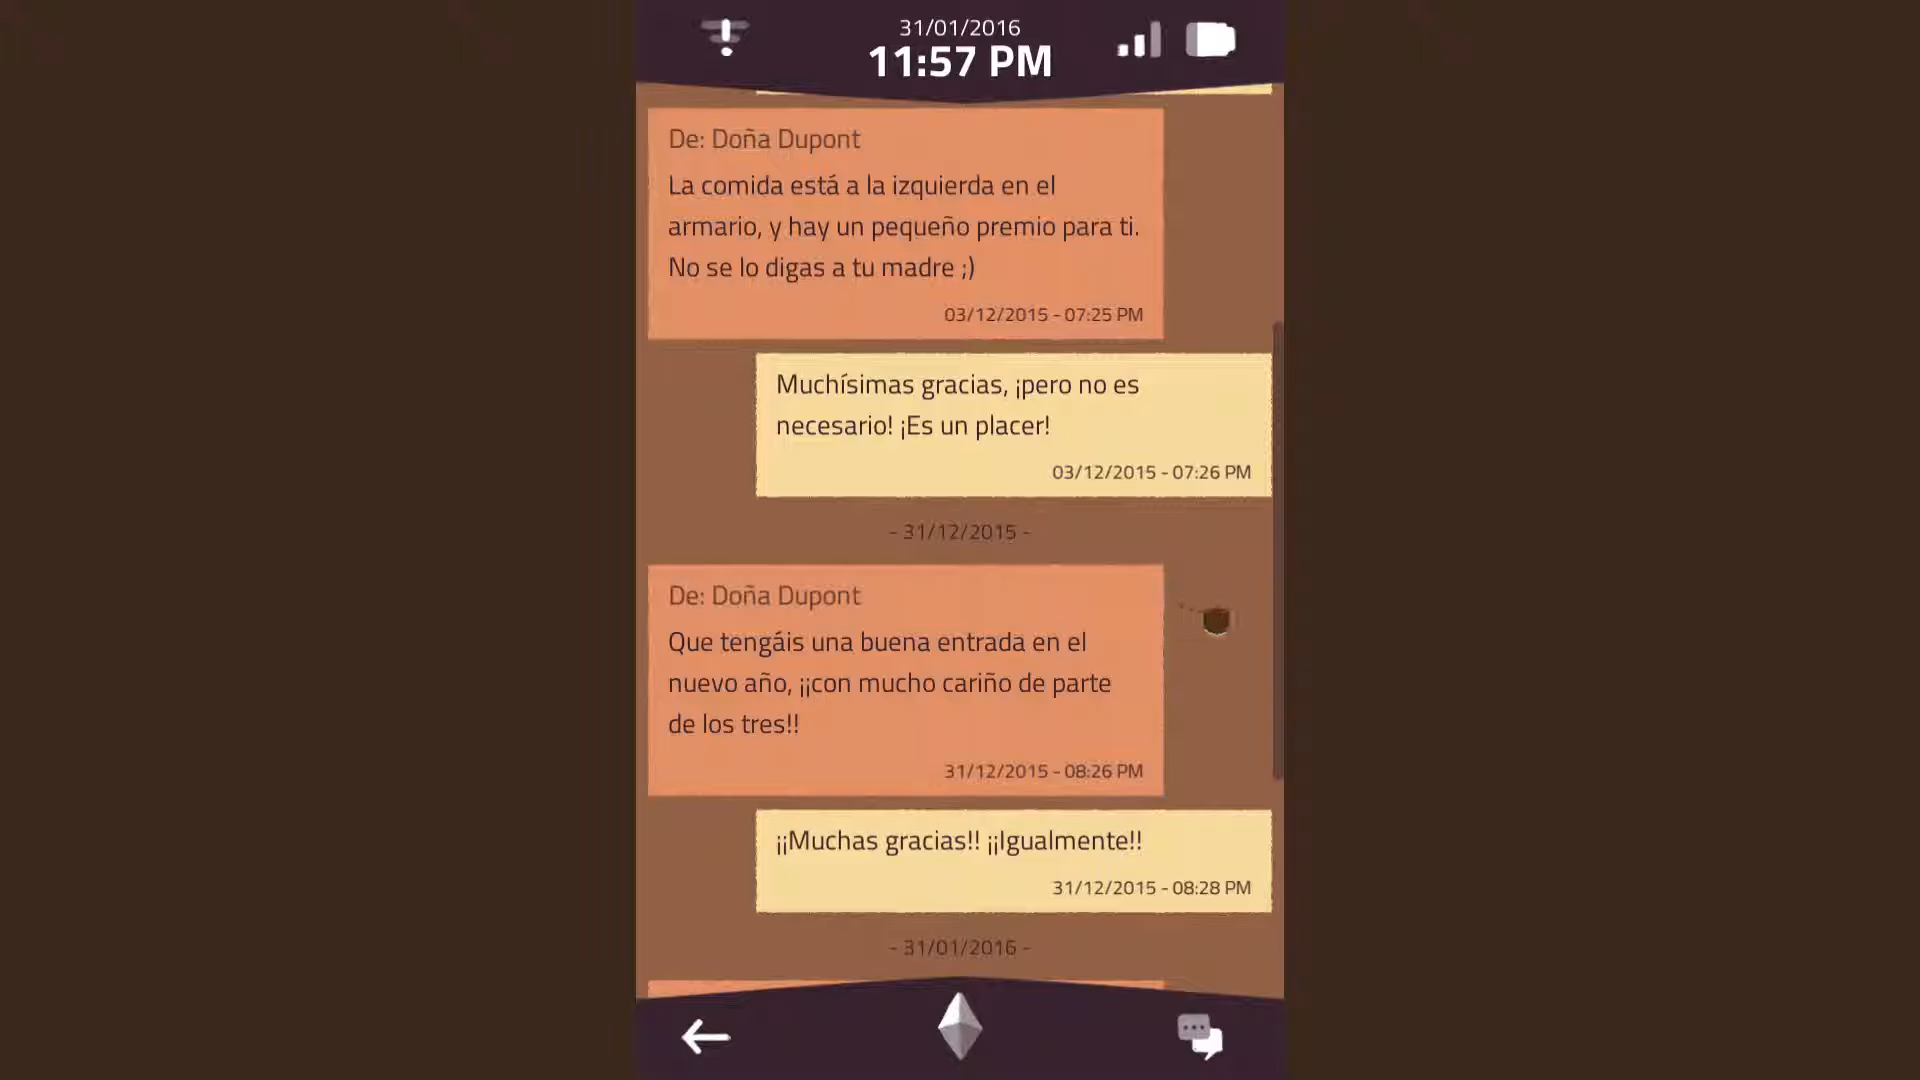 31/01/2016
11:57 PM
De: Doña Dupont
La comida está a la izquierda en el
armario, y hay un pequeño premio para ti.
No se lo digas a tu madre ;)
03/12/2015 - 07:25 PM
Muchísimas gracias, ¡pero no es
necesario! ¡Es un placer!
03/12/2015 - 07:26 PM
- 31/12/2015 -
De: Doña Dupont
Que tengáis una buena entrada en el
nuevo año, ¡¡con mucho cariño de parte
de los tres!!
31/12/2015 - 08:26 PM
¡¡Muchas gracias!! ¡¡Igualmente!!
31/12/2015 - 08:28 PM
- 31/01/2016 -